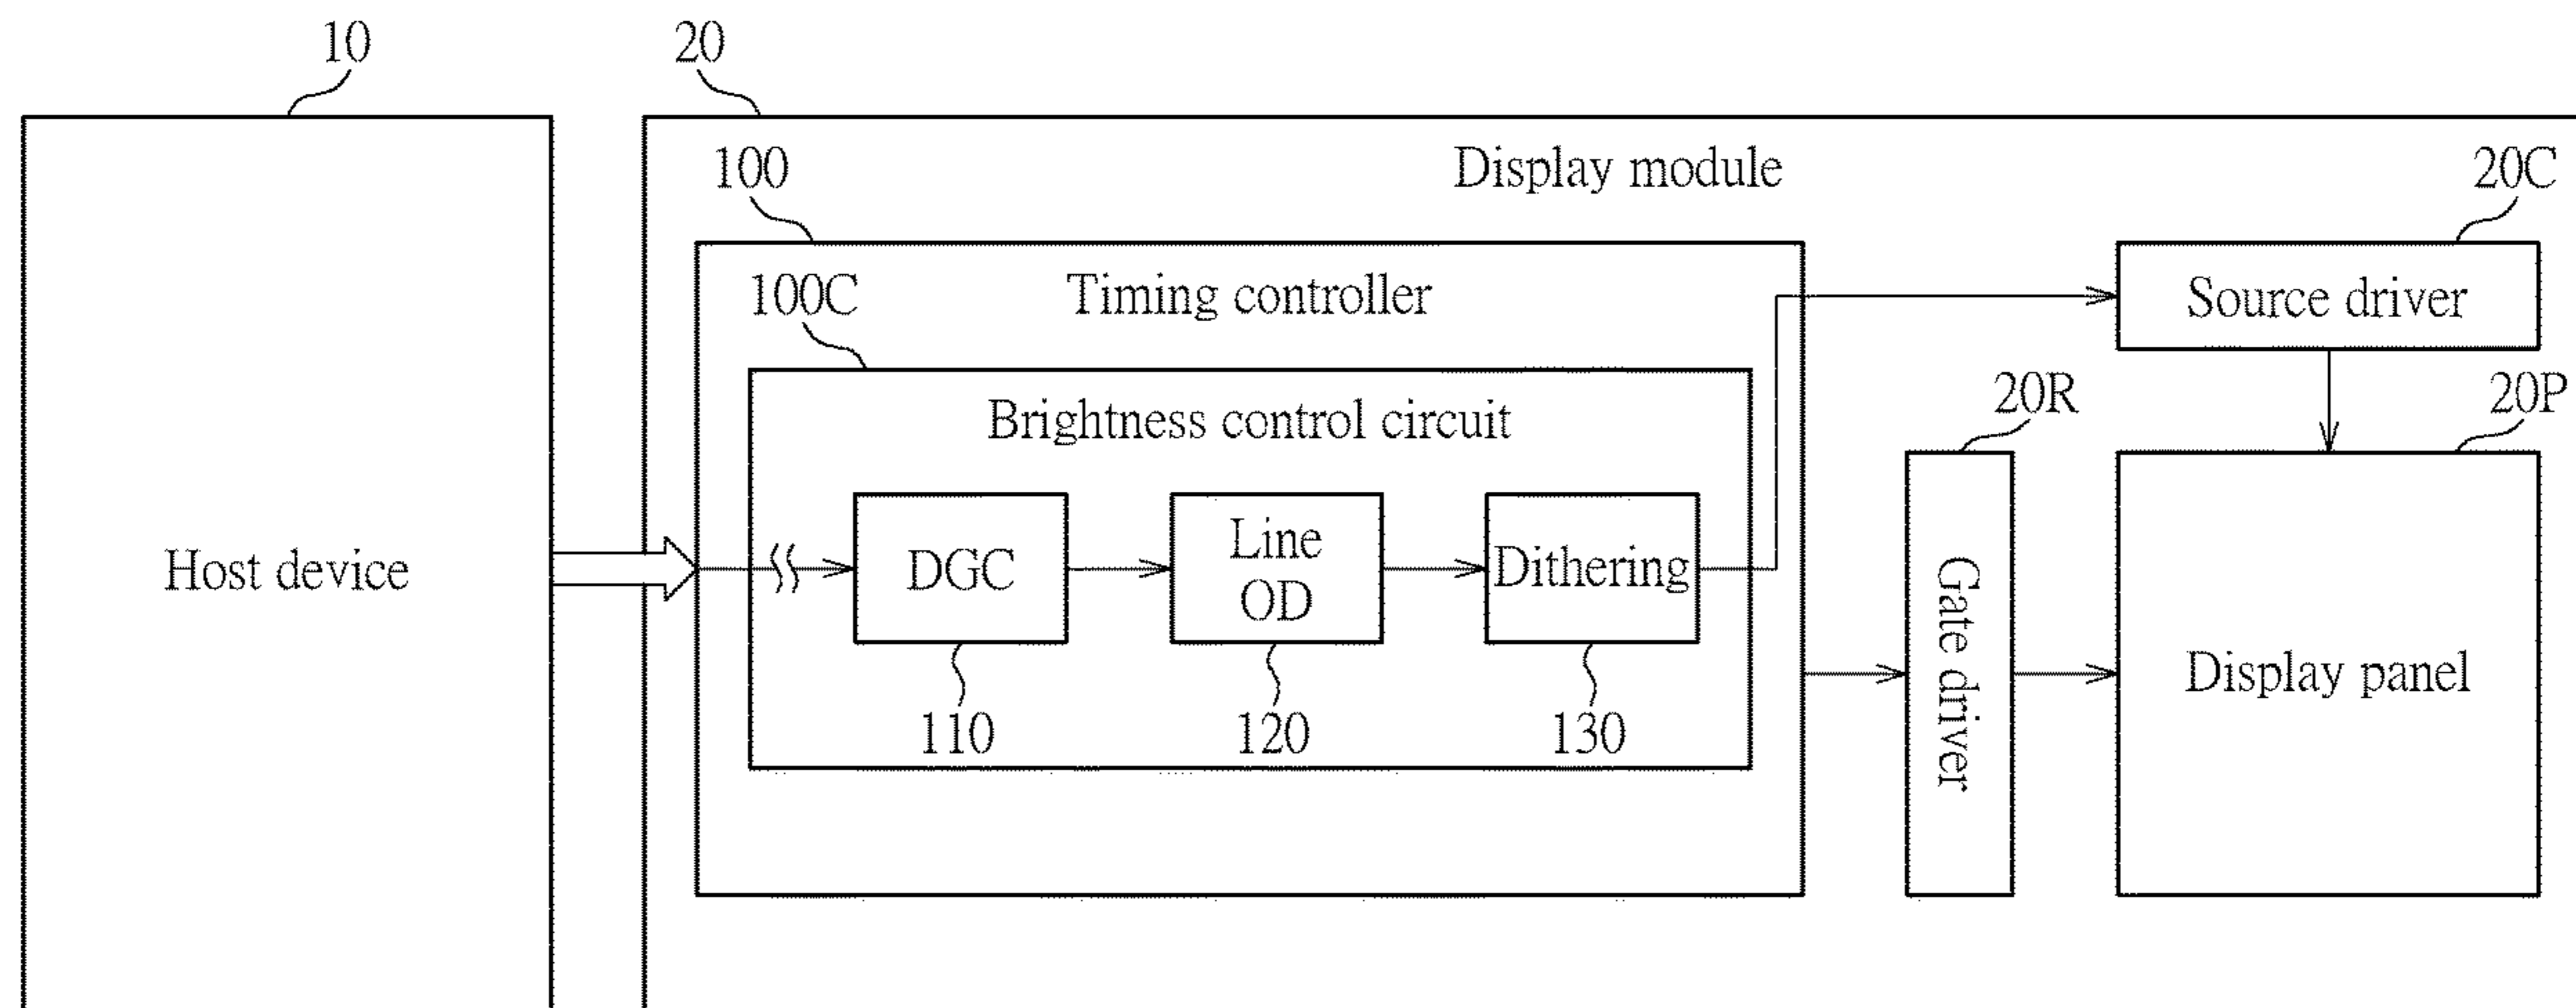 10
20
100
Display module
20C
100C
Timing controller
Source driver
Brightness control circuit
20R
20P
Host device
DGC
Line
OD
Dithering
Gate driver
Display panel
110
120
130